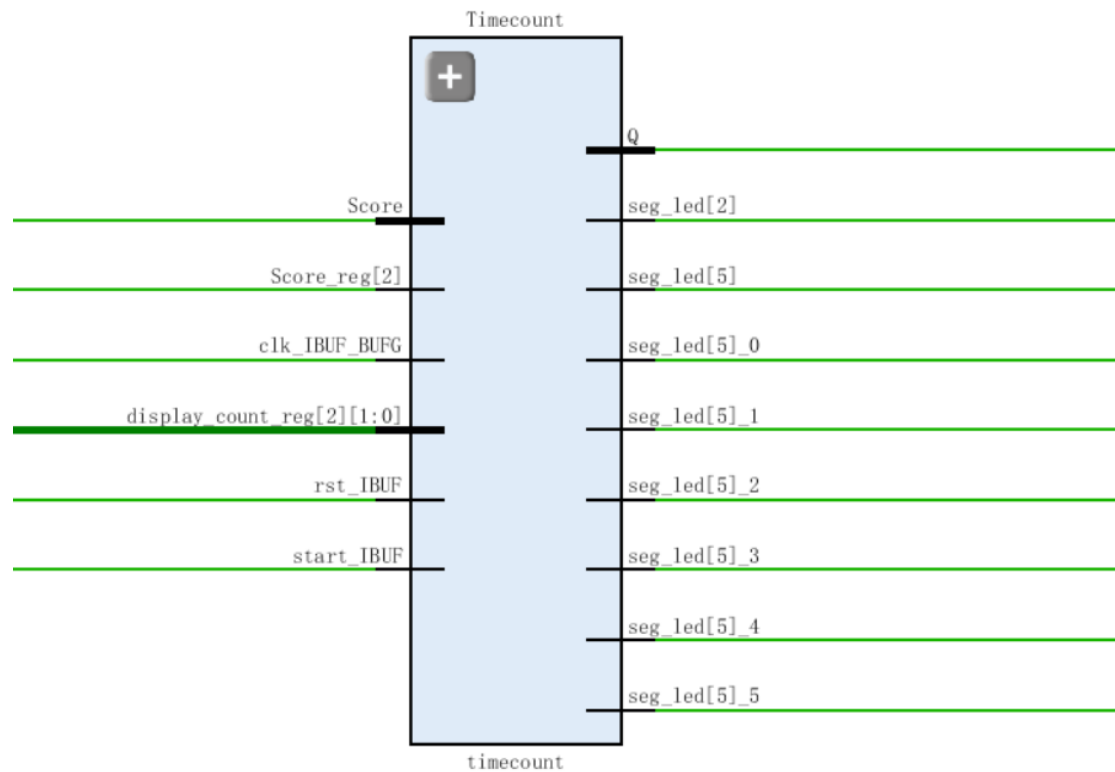 Timecount
Q
Score
seg_led[2]
Score_reg[2]
seg_led[5]
clk_IBUF_BUFG
seg_led[5]_0
display_count_reg[2][1:0]
seg_led[5]_1
rst_IBUF
seg_led[5]_2
start_IBUF
seg_led[5]_3
seg_led[5]_4
seg_led[5]_5
timecount